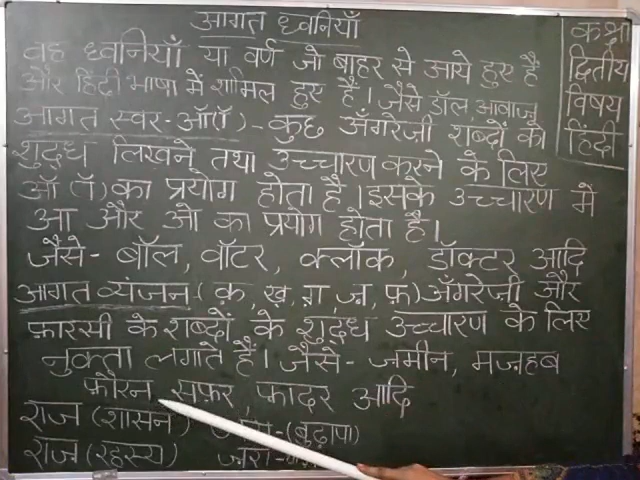 आगत ध्वनियाँ
वह ध्वनियाँ या वर्ण जो बाहर से आये हुए हैं
और हिंदी भाषा में शामिल हुए हैं। जैसे डॉल, आवाज़
आगत स्वर-ऑ(ॉ)-कुछ अँगरेज़ी शब्दों को
शुद्ध लिखने तथा उच्चारण करने के लिए
ऑ (ॉ) का प्रयोग होता है। इसके उच्चारण में
आ और ओ का प्रयोग होता है।
जैसे- बॉल, वॉटर, क्लॉक, डॉक्टर आदि
आगत व्यंजन-( क़, ख़, ग़, ज़, फ़) अँगरेज़ी और
फ़ारसी के शब्दों के शुद्ध उच्चारण के लिए
नुक्ता लगाते हैं। जैसे- ज़मीन, मज़हब
फ़ौरन, सफ़र, फ़ादर आदि
राज (शासन) -(बुढ़ापा)
राज़ (रहस्य) ज़रा -
कक्षा
द्वितीय
विषय
हिंदी